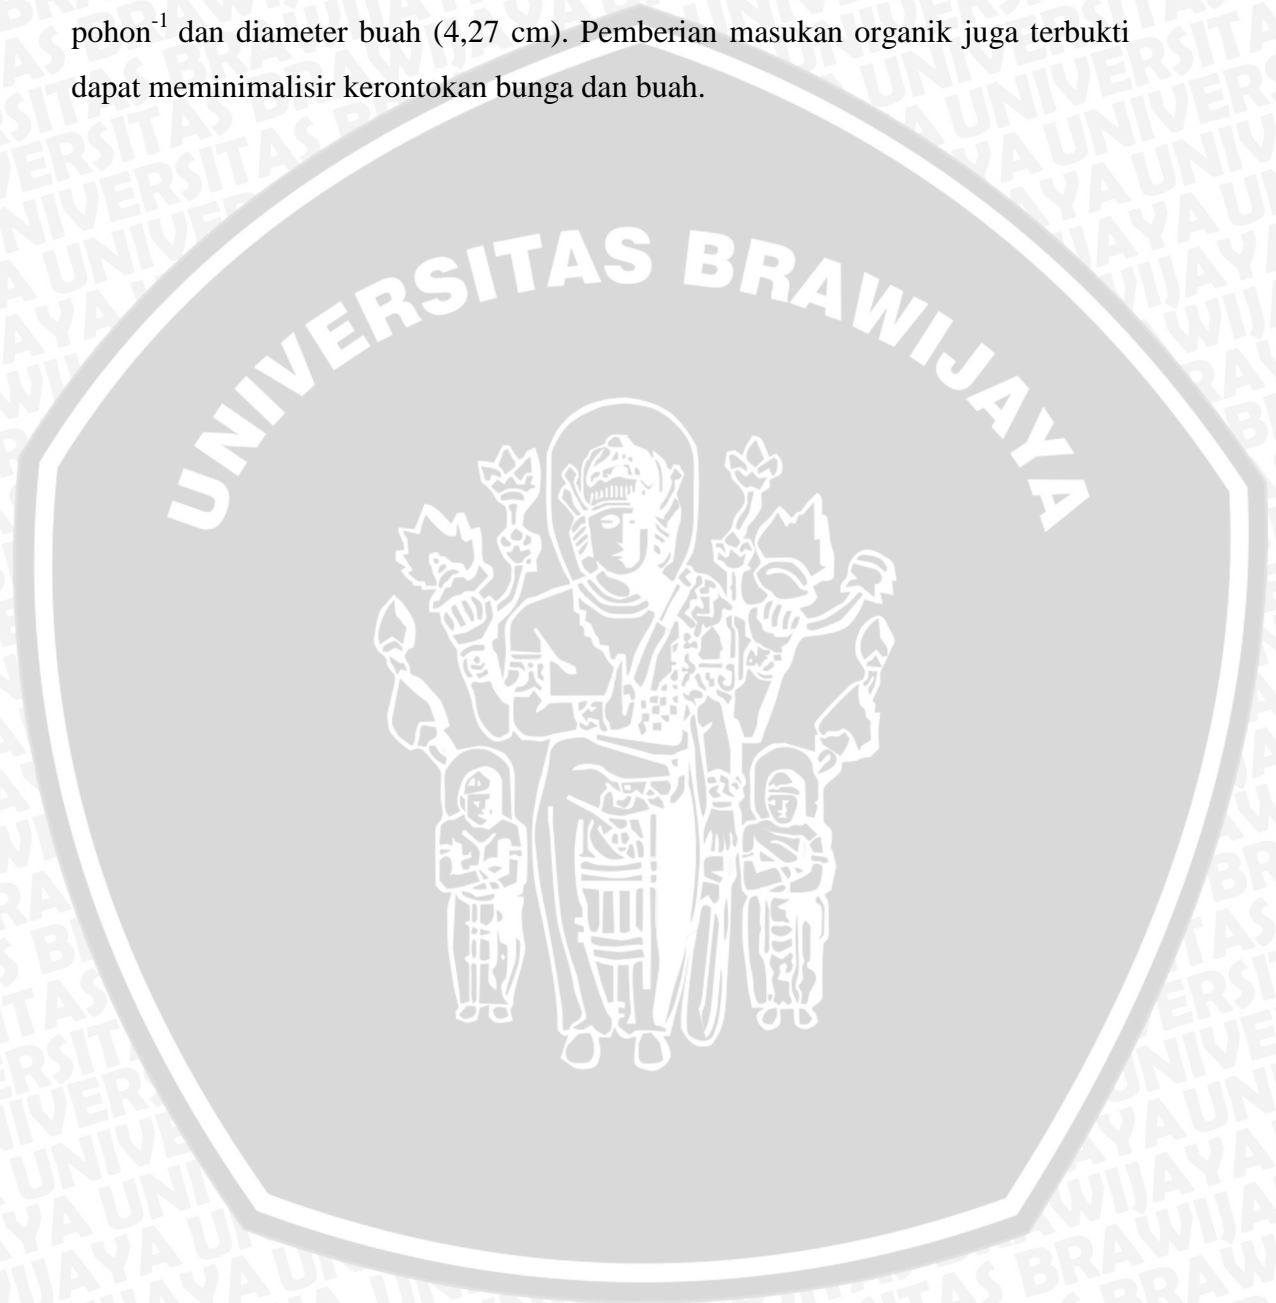 pohon⁻¹ dan diameter buah (4,27 cm). Pemberian masukan organik juga terbukti
dapat meminimalisir kerontokan bunga dan buah.
UNIVERSITAS BRAWIJAYA